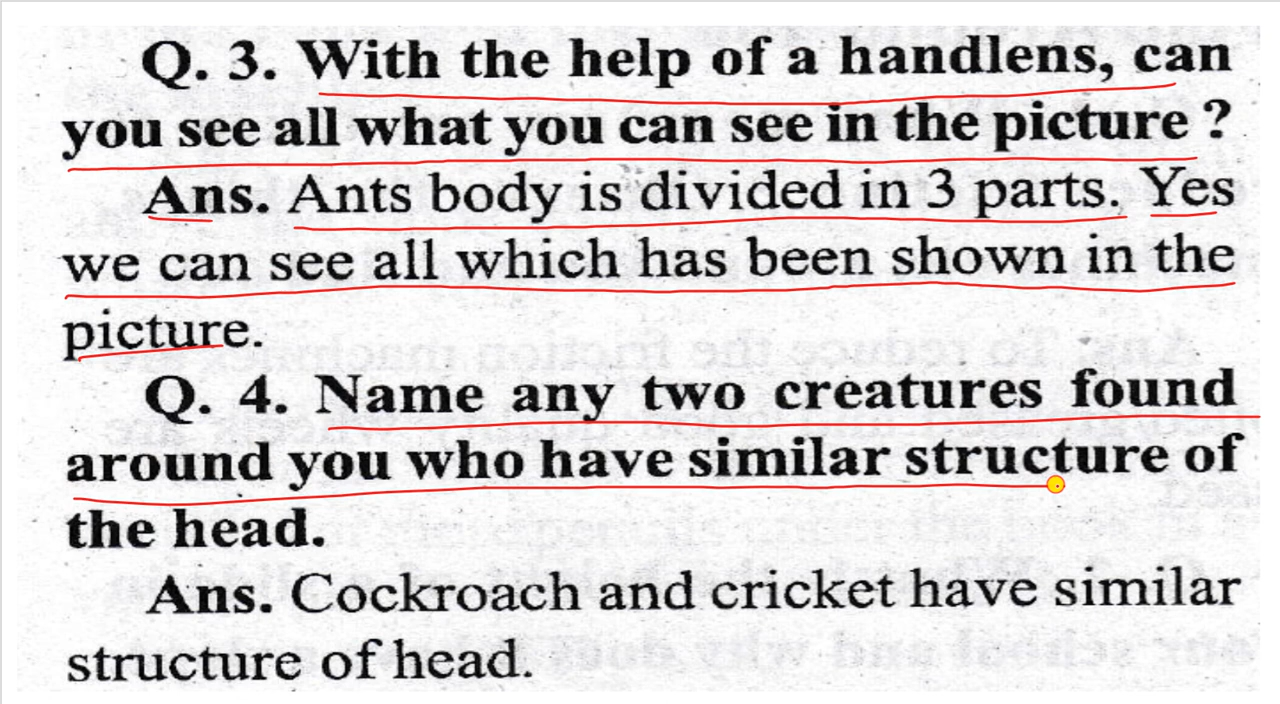 Q. 3. With the help of a handlens, can
you see all what you can see in the picture ?
Ans. Ants body is divided in 3 parts. Yes
we can see all which has been shown in the
picture.
Q. 4. Name any two creatures found
around you who have similar structure of
the head.
Ans. Cockroach and cricket have similar
structure of head.